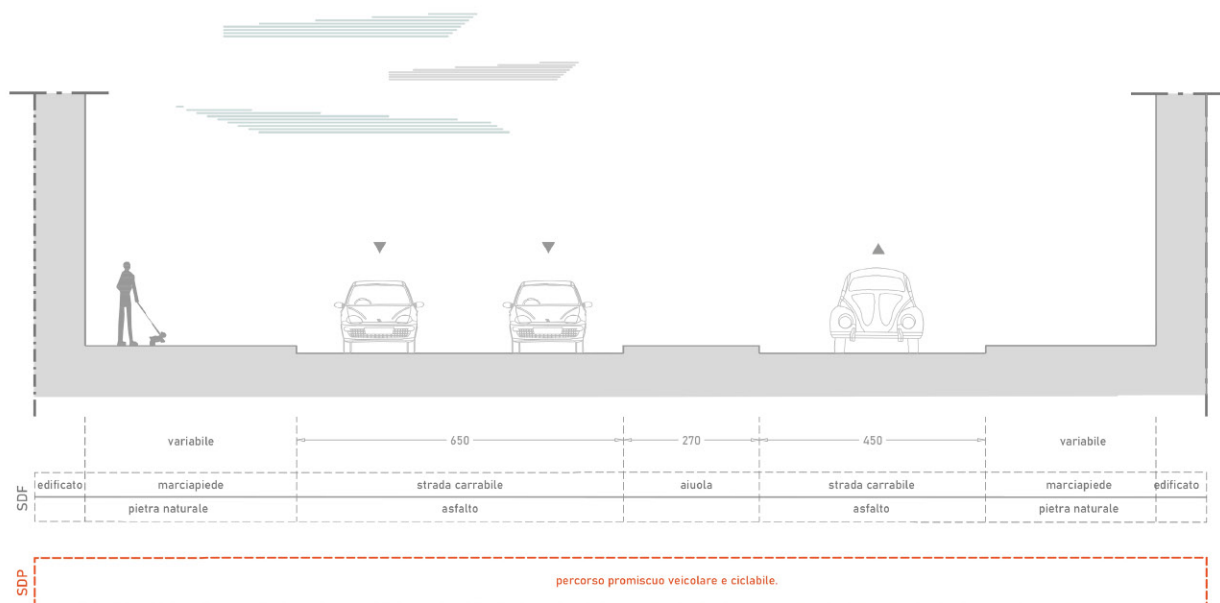 variabile 650 270 450 variabile
SDF
edificato marciapiede strada carrabile aiuola strada carrabile marciapiede edificato
pietra naturale asfalto asfalto pietra naturale
SDP
percorso promiscuo veicolare e ciclabile.